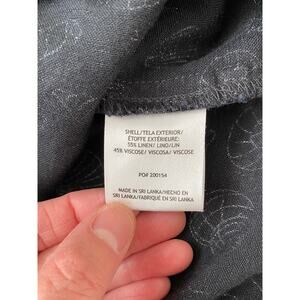 SHELL/TELA EXTERIOR/
ÉTOFFE EXTÉRIEURE:
55% LINEN/ LINO/LIN
45% VISCOSE/ VISCOSA/ VISCOSE
PO# 200154
MADE IN SRI LANKA/HECHO EN
SRI LANKA/FABRIQUÉ EN SRI LANKA